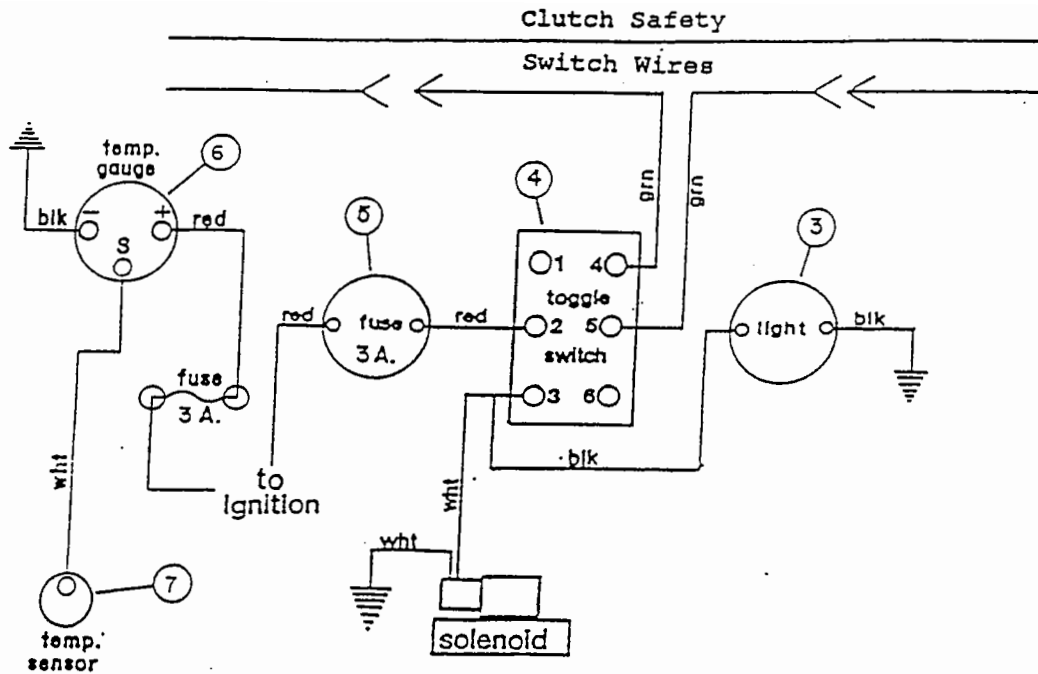 Clutch Safety
Switch Wires
temp.
gauge
6
blk
−
+
red
S
5
red
fuse
3 A.
red
4
grn
grn
1
4
toggle
2
5
switch
3
6
3
light
blk
fuse
3 A.
to
ignition
wht
blk
wht
wht
7
temp.
sensor
solenoid